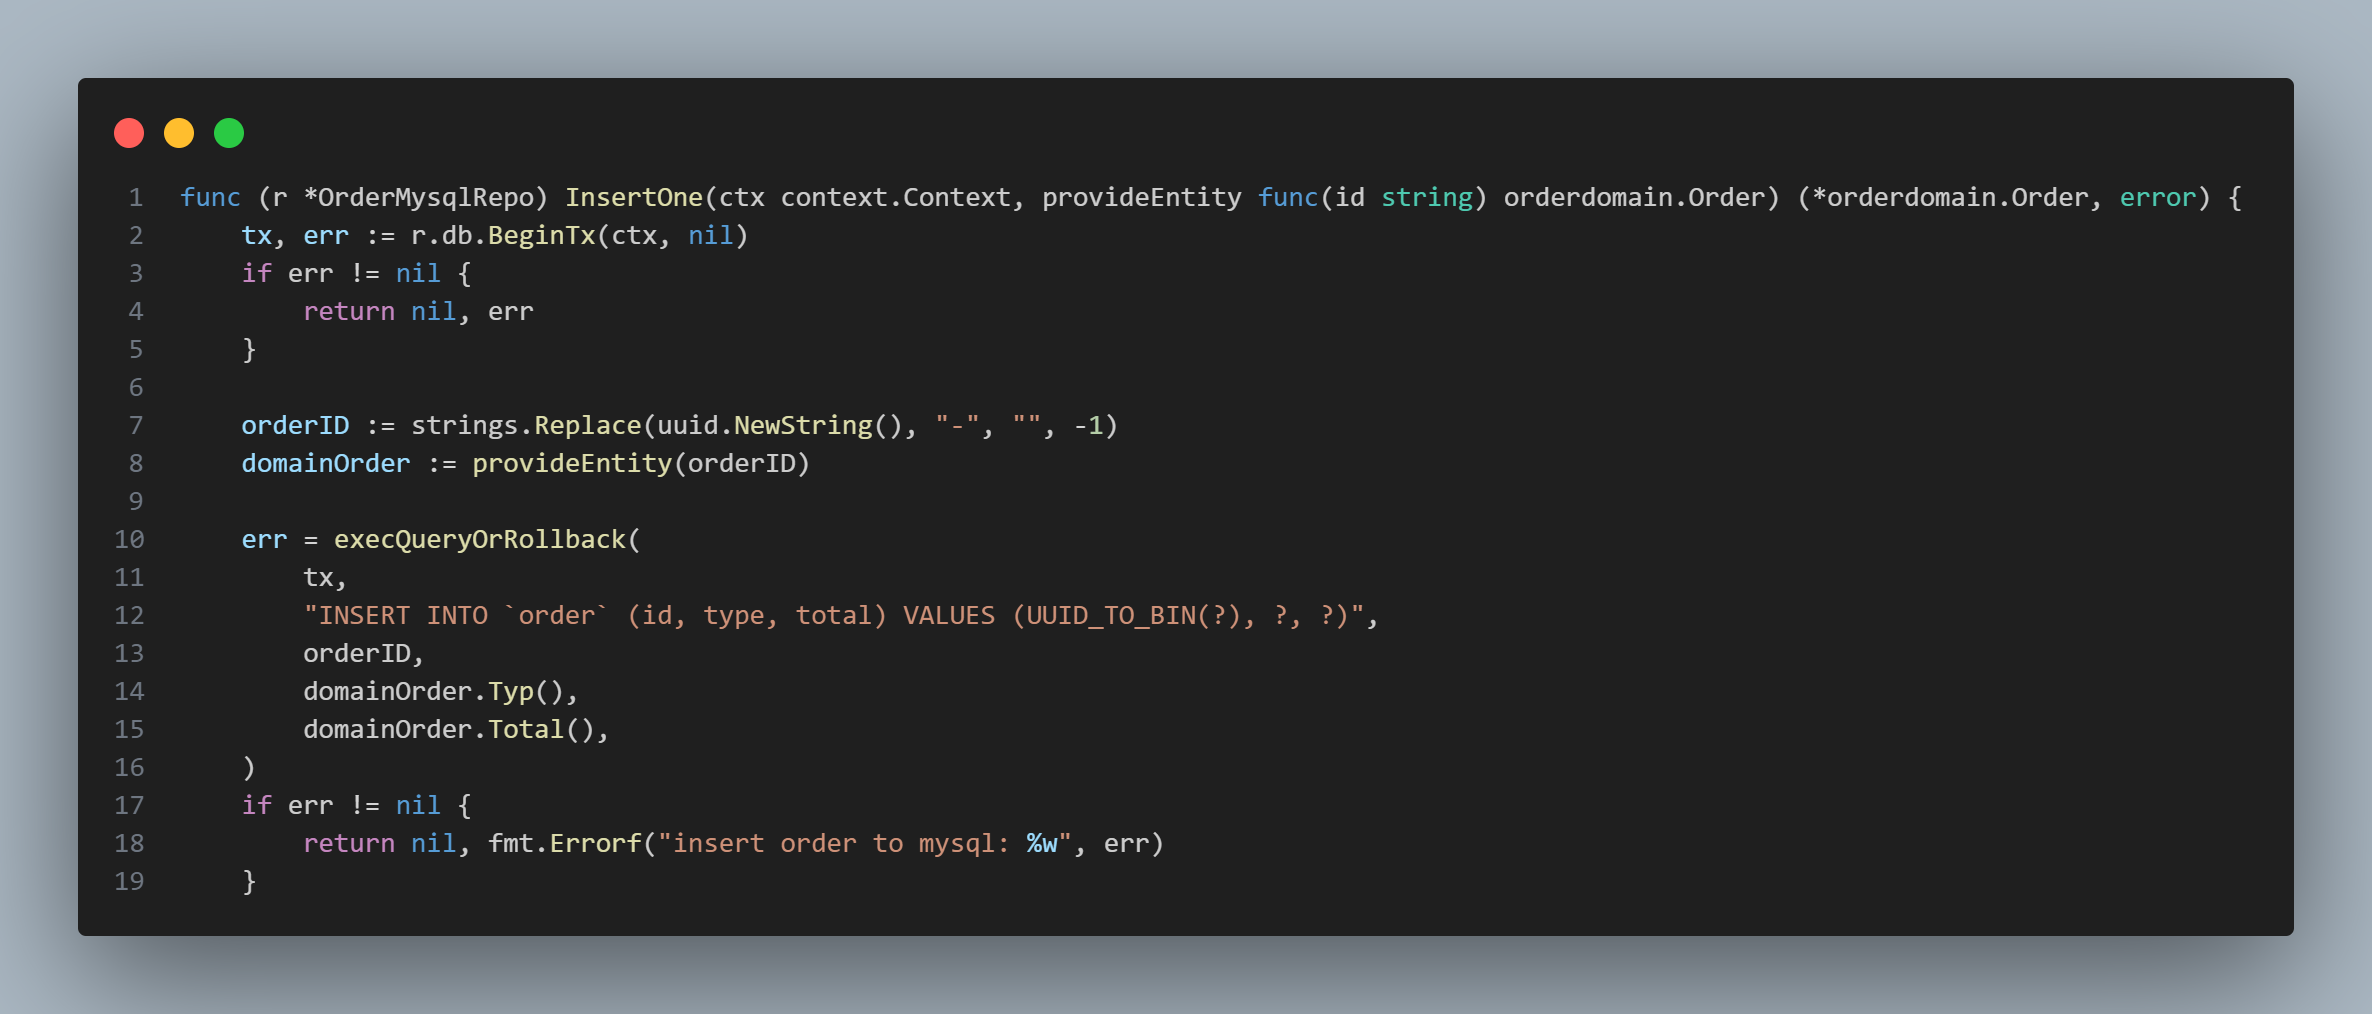 1 func (r *OrderMysqlRepo) InsertOne(ctx context.Context, provideEntity func(id string) orderdomain.Order) (*orderdomain.Order, error) {
2     tx, err := r.db.BeginTx(ctx, nil)
3     if err != nil {
4         return nil, err
5     }
6
7     orderID := strings.Replace(uuid.NewString(), "-", "", -1)
8     domainOrder := provideEntity(orderID)
9
10     err = execQueryOrRollback(
11         tx,
12         "INSERT INTO `order` (id, type, total) VALUES (UUID_TO_BIN(?), ?, ?)",
13         orderID,
14         domainOrder.Typ(),
15         domainOrder.Total(),
16     )
17     if err != nil {
18         return nil, fmt.Errorf("insert order to mysql: %w", err)
19     }